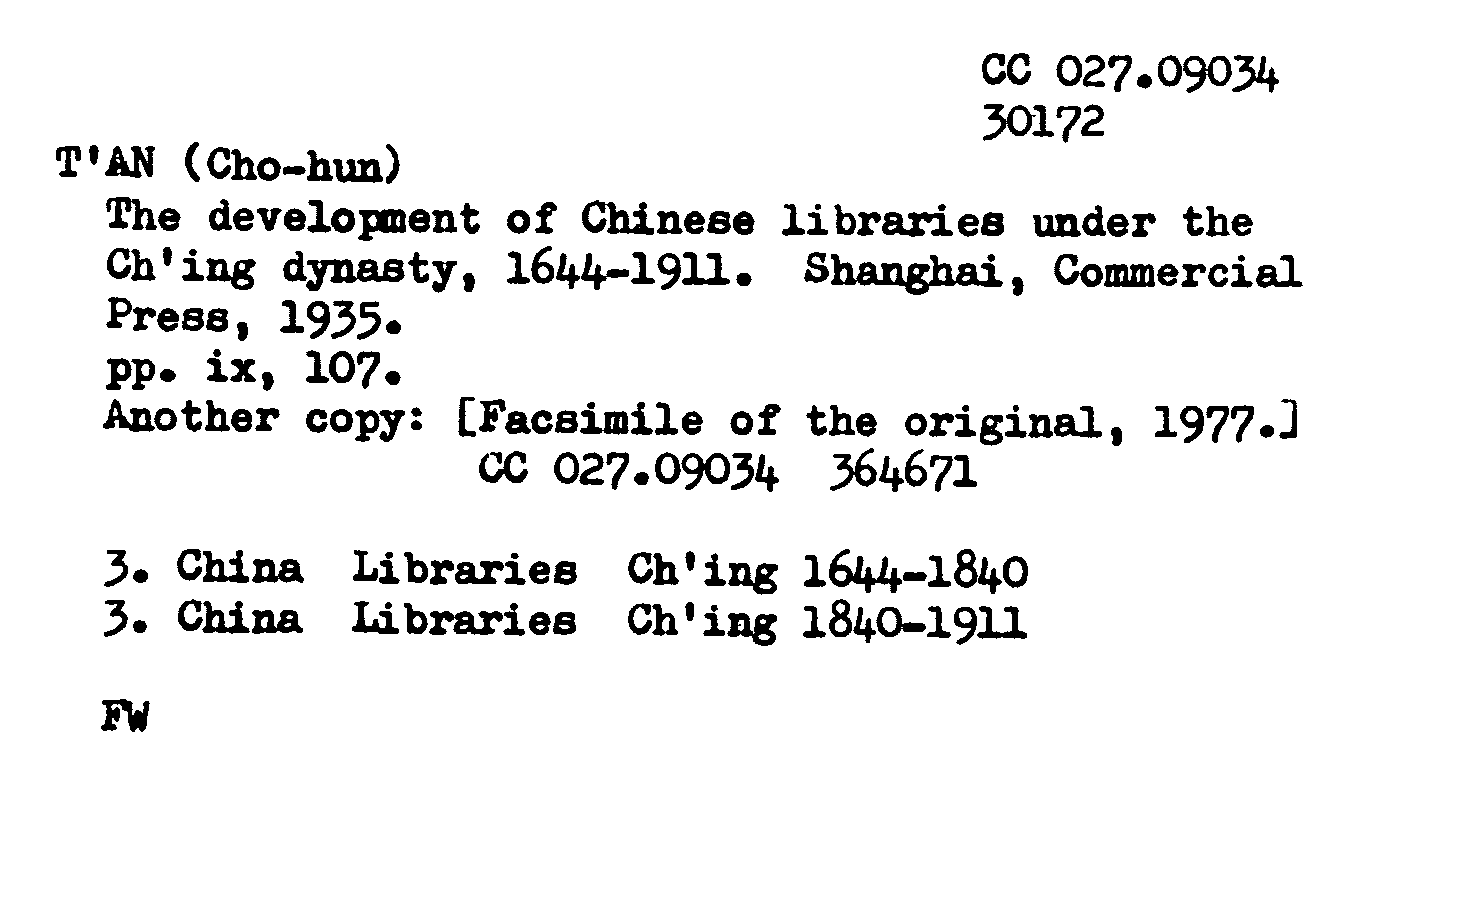 CC 027.09034
30172
T'AN (Cho-hun)
The development of Chinese libraries under the
Ch'ing dynasty, 1644-1911. Shanghai, Commercial
Press, 1935.
pp. ix, 107.
Another copy: [Facsimile of the original, 1977.]
CC 027.09034 364671
3. China Libraries Ch'ing 1644-1840
3. China Libraries Ch'ing 1840-1911
FW